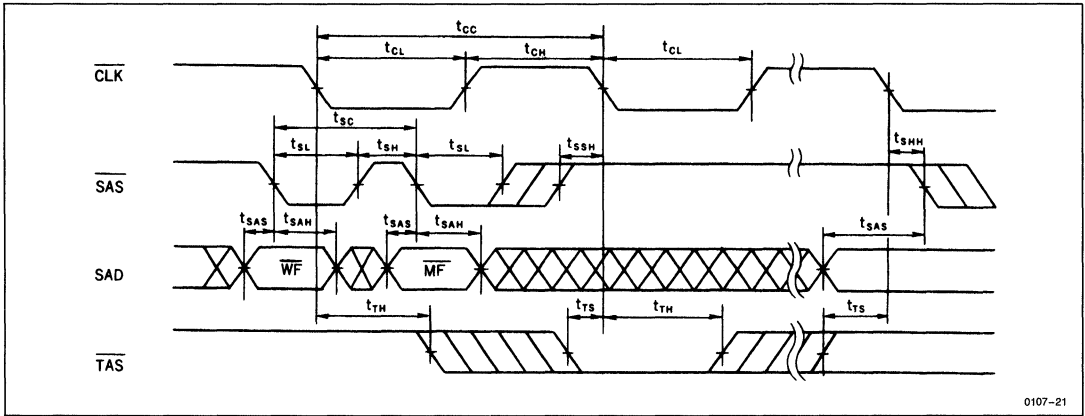 tCC
tCL tCH tCL
CLK
tSC
tSL tSH tSL tSSH tSHH
SAS
tSAS tSAH tSAS tSAH tSAS
SAD WF MF
tTH tTS tTH tTS
TAS
0107-21